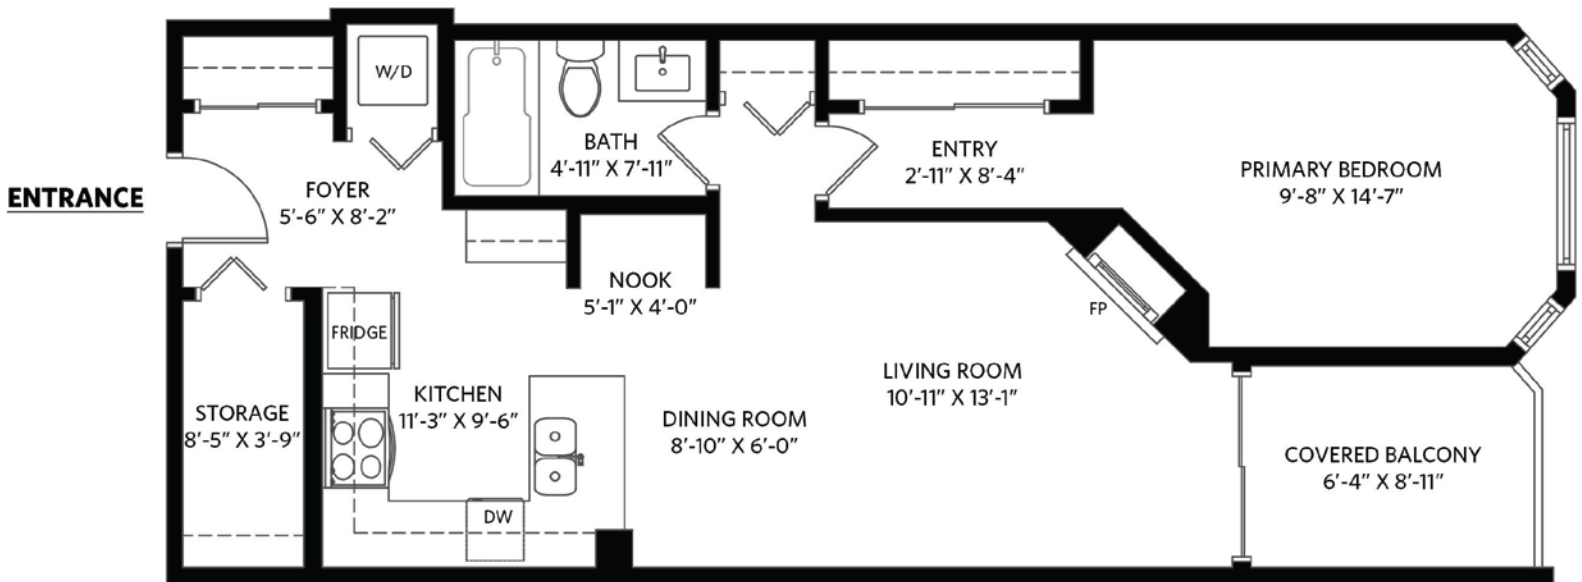 ENTRANCE
W/D
FOYER
5'-6" X 8'-2"
BATH
4'-11" X 7'-11"
ENTRY
2'-11" X 8'-4"
PRIMARY BEDROOM
9'-8" X 14'-7"
NOOK
5'-1" X 4'-0"
FP
FRIDGE
KITCHEN
11'-3" X 9'-6"
STORAGE
8'-5" X 3'-9"
DW
DINING ROOM
8'-10" X 6'-0"
LIVING ROOM
10'-11" X 13'-1"
COVERED BALCONY
6'-4" X 8'-11"